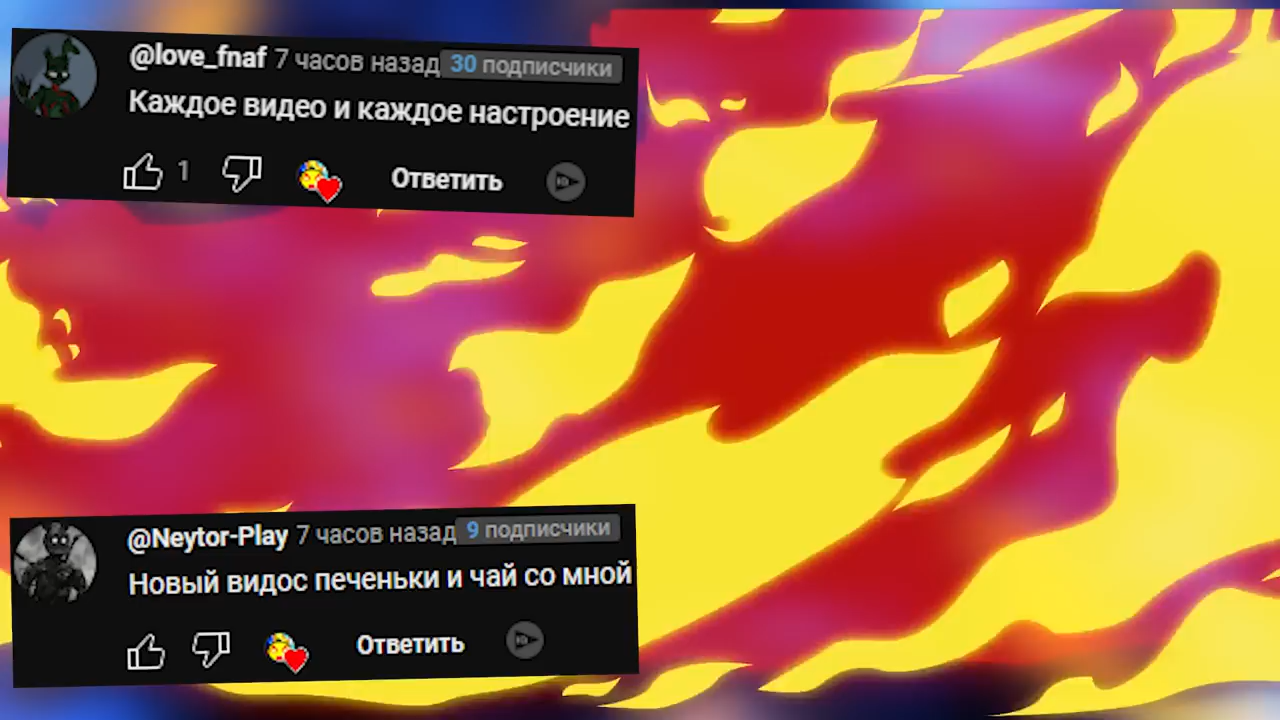 @love_fnaf 7 часов назад 30 подписчики
Каждое видео и каждое настроение
1 Ответить
@Neytor-Play 7 часов назад 9 подписчики
Новый видос печеньки и чай со мной
Ответить